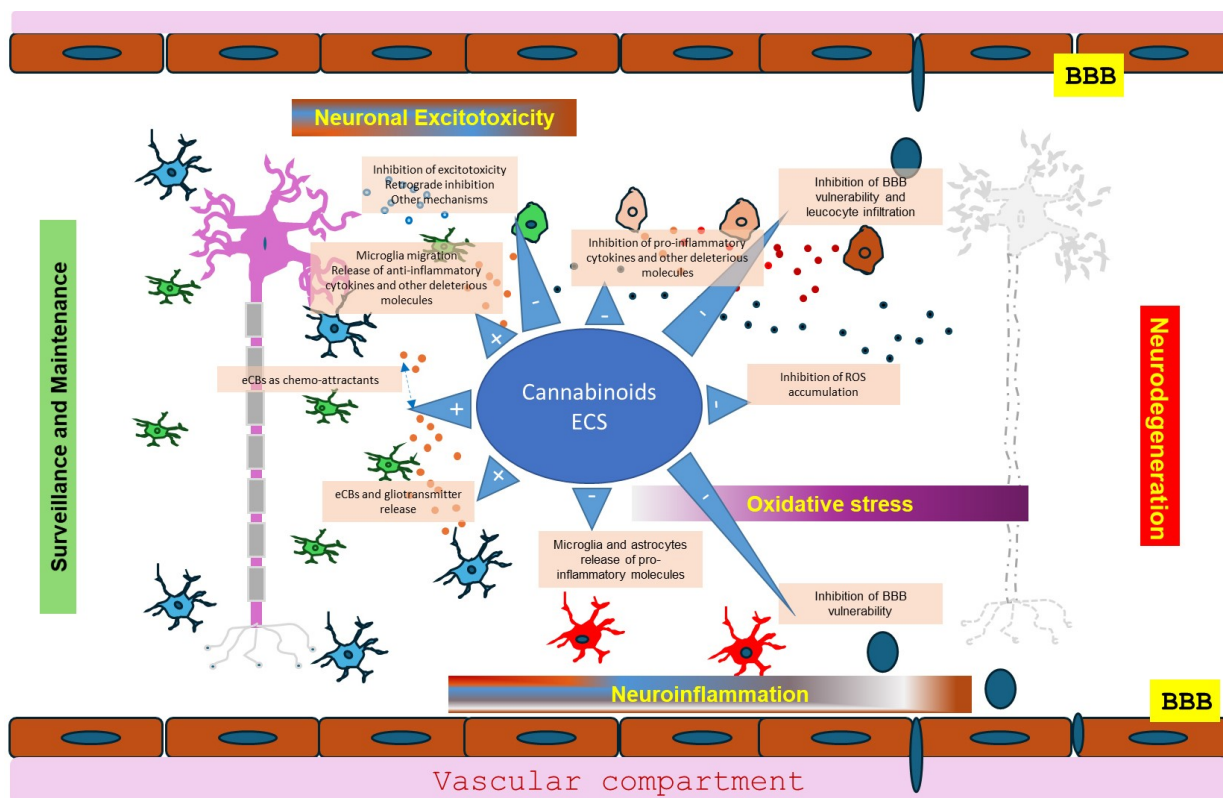 BBB
Neuronal Excitotoxicity
Inhibition of excitotoxicity
Retrograde inhibition
Other mechanisms
Inhibition of BBB
vulnerability and
leucocyte infiltration
Microglia migration
Release of anti-inflammatory
cytokines and other deleterious
molecules
Inhibition of pro-inflammatory
cytokines and other deleterious
molecules
-
-
-
+
Surveillance and Maintenance
eCBs as chemo-attractants
+
Cannabinoids
ECS
-
Inhibition of ROS
accumulation
Neurodegeneration
eCBs and gliotransmitter
release
+
-
-
Oxidative stress
Microglia and astrocytes
release of pro-
inflammatory molecules
Inhibition of BBB
vulnerability
Neuroinflammation
BBB
Vascular compartment